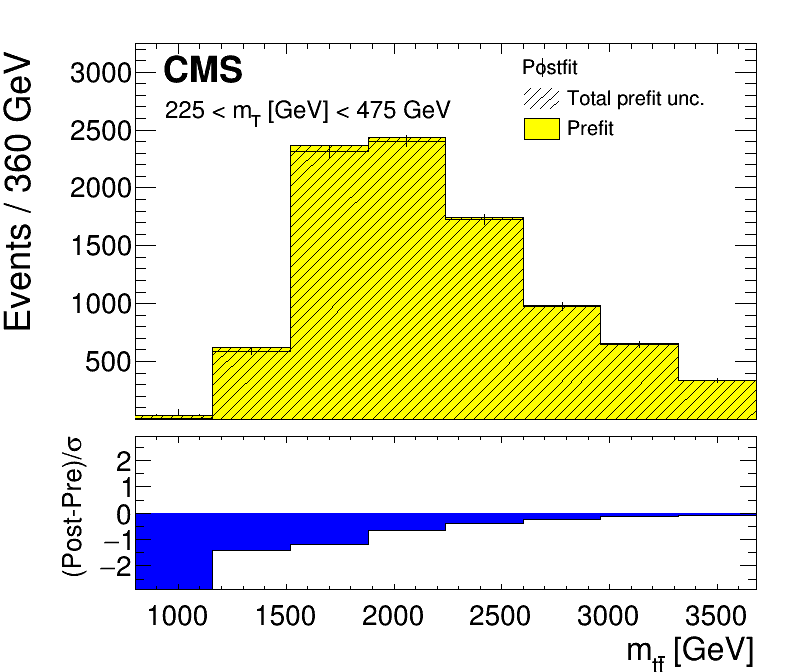 CMS
225 < m_T [GeV] < 475 GeV
Postfit
Total prefit unc.
Prefit
Events / 360 GeV
3000
2500
2000
1500
1000
500
(Post-Pre)/σ
2
1
0
−1
−2
1000 1500 2000 2500 3000 3500
m_tt̄ [GeV]